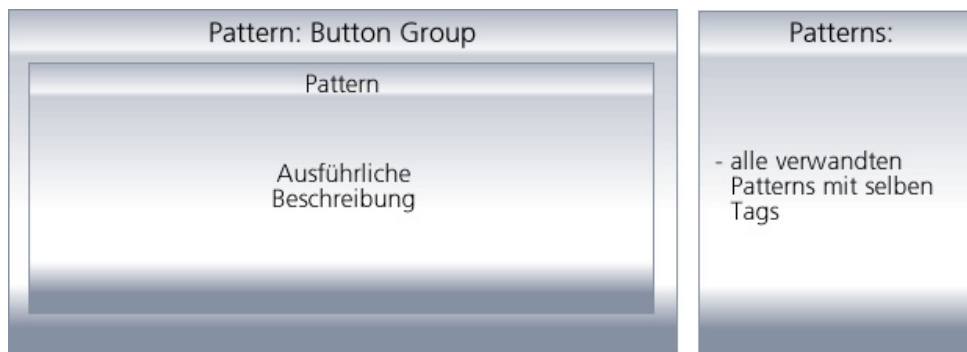 Pattern: Button Group
Pattern
Ausführliche
Beschreibung
Patterns:
- alle verwandten
Patterns mit selben
Tags